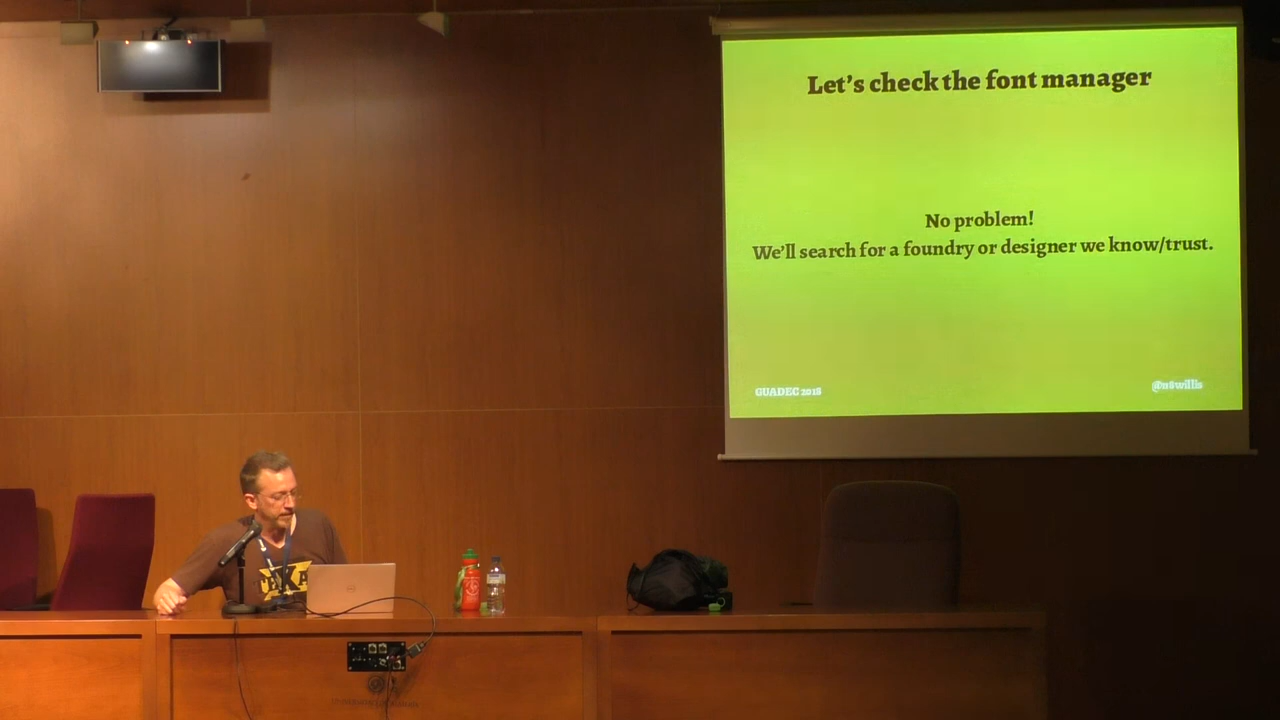 Let's check the font manager
No problem!
We'll search for a foundry or designer we know/trust.
GUADEC 2018
@n8willis